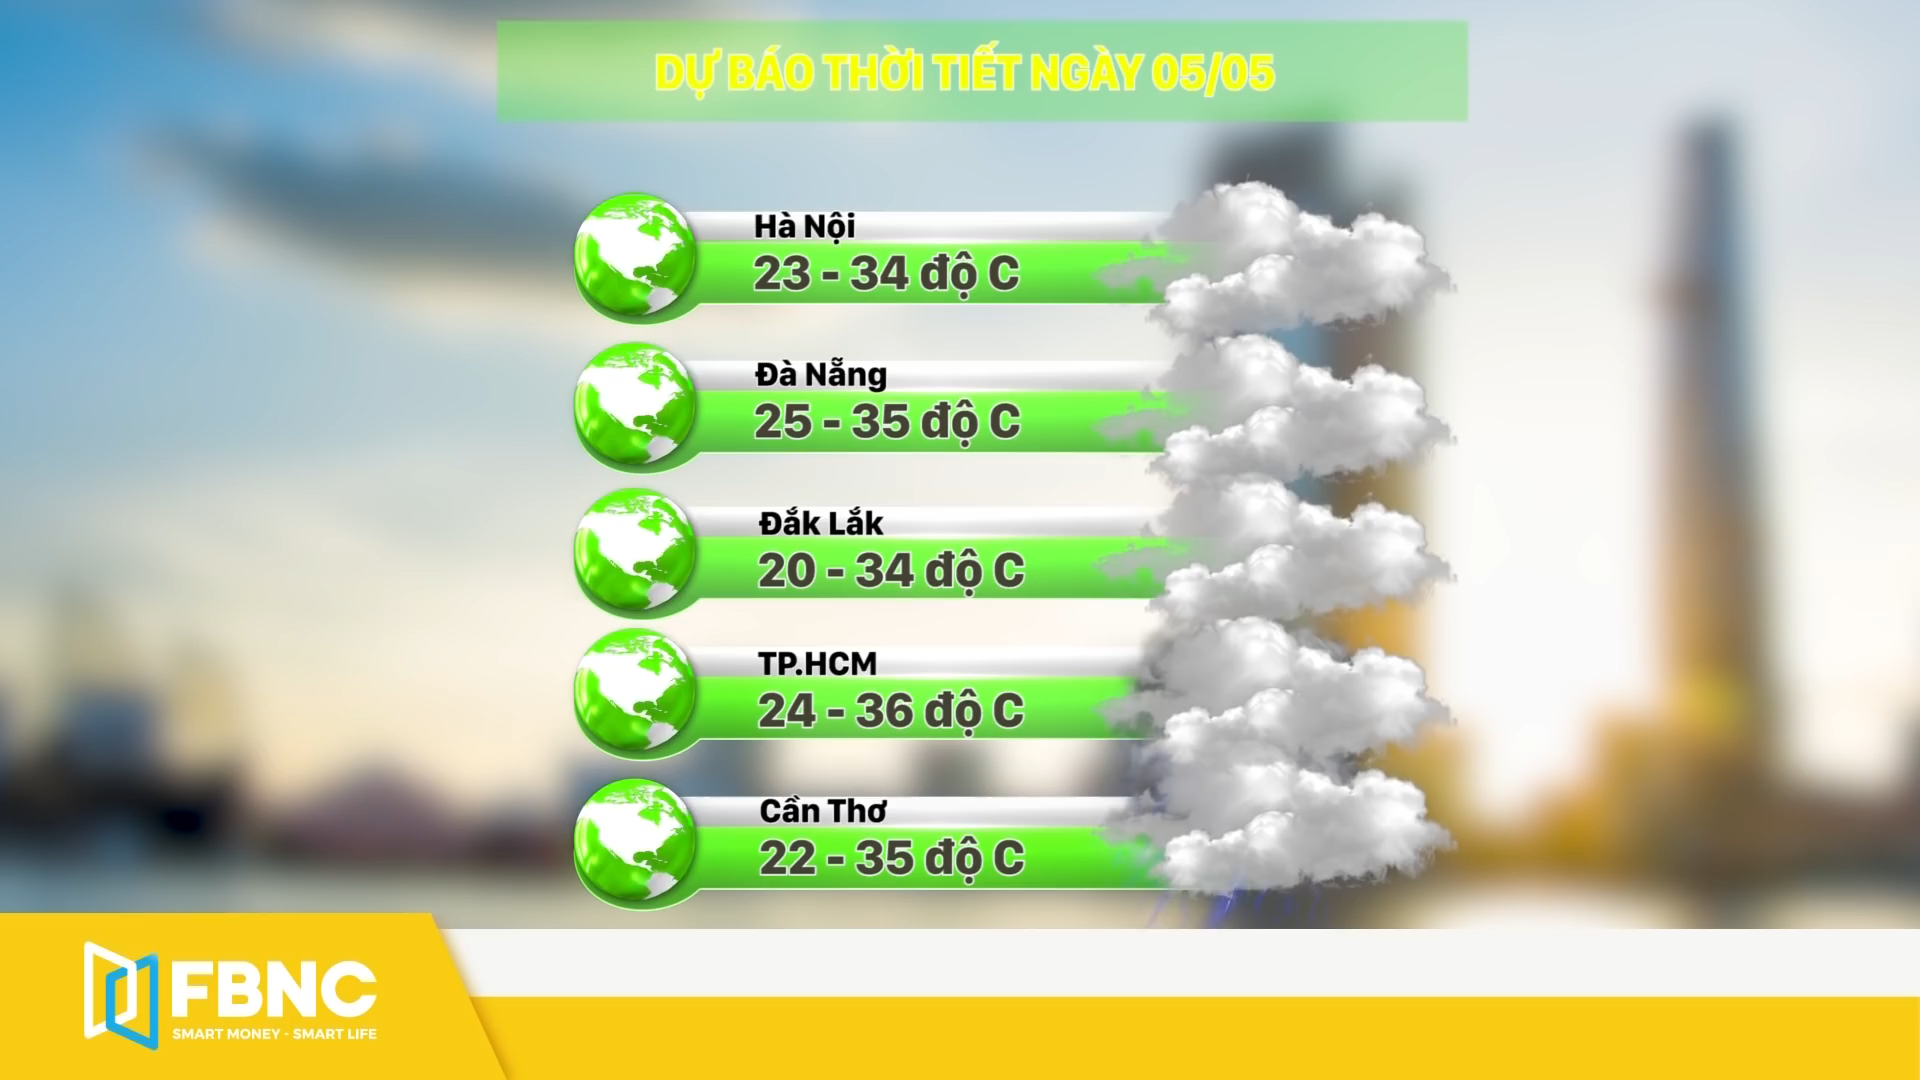 DỰ BÁO THỜI TIẾT NGÀY 05/05
Hà Nội
23 - 34 độ C
Đà Nẵng
25 - 35 độ C
Đắk Lắk
20 - 34 độ C
TP.HCM
24 - 36 độ C
Cần Thơ
22 - 35 độ C
FBNC
SMART MONEY - SMART LIFE